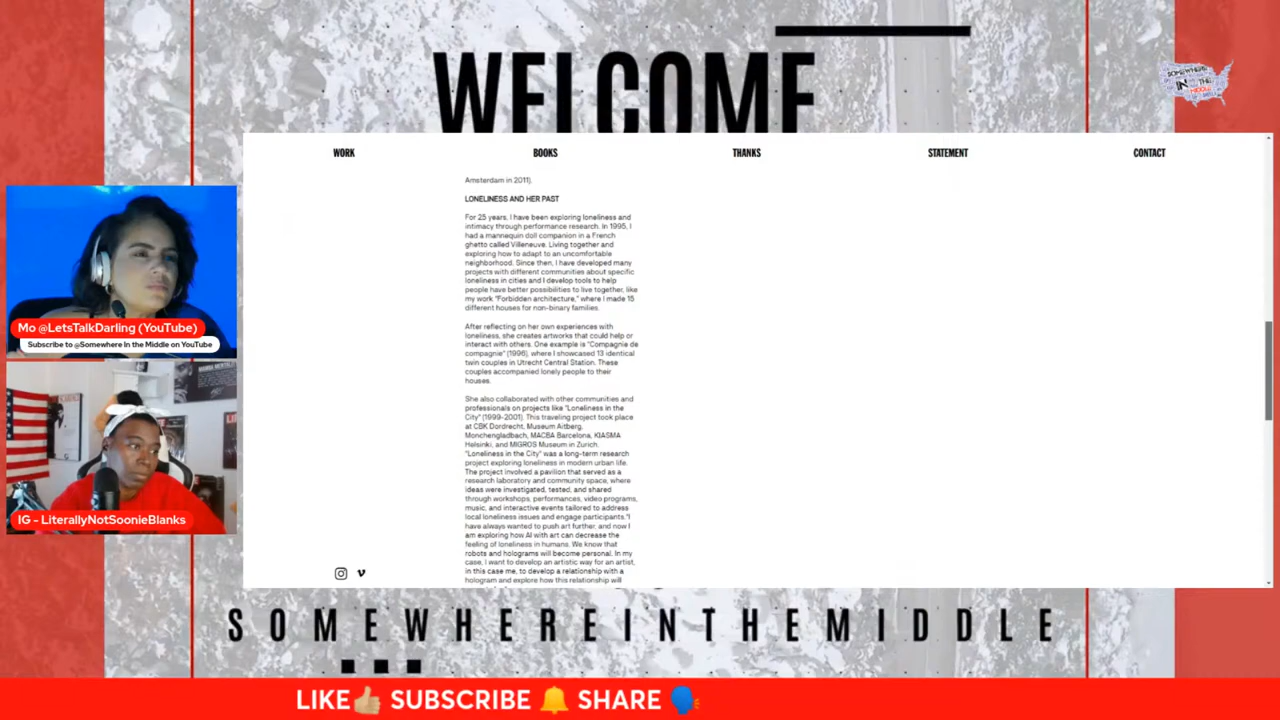 WELCOME
SOMEWHERE
IN THE
MIDDLE
WORK
BOOKS
THANKS
STATEMENT
CONTACT
Amsterdam in 2011).
LONELINESS AND HER PAST
For 25 years, I have been exploring loneliness and
intimacy through performance research. In 1995, I
had a mannequin doll companion in a French
ghetto called Villeneuve. Living together and
exploring how to adapt to an uncomfortable
neighborhood. Since then, I have developed many
projects with different communities about specific
loneliness in cities and I develop tools to help
people have better possibilities to live together, like
my work "Forbidden architecture," where I made 15
different houses for non-binary families.
After reflecting on her own experiences with
loneliness, she creates artworks that could help or
interact with others. One example is "Compagnie de
compagnie" (1996), where I showcased 13 identical
twin couples in Utrecht Central Station. These
couples accompanied lonely people to their
houses.
She also collaborated with other communities and
professionals on projects like "Loneliness in the
City" (1999-2001). This traveling project took place
at CBK Dordrecht, Museum Aitberg,
Monchengladbach, MACBA Barcelona, KIASMA
Helsinki, and MIGROS Museum in Zurich.
"Loneliness in the City" was a long-term research
project exploring loneliness in modern urban life.
The project involved a pavilion that served as a
research laboratory and community space, where
ideas were investigated, tested, and shared
through workshops, performances, video programs,
music, and interactive events tailored to address
local loneliness issues and engage participants."I
have always wanted to push art further, and now I
am exploring how AI with art can decrease the
feeling of loneliness in humans. We know that
robots and holograms will become personal. In my
case, I want to develop an artistic way for an artist,
in this case me, to develop a relationship with a
hologram and explore how this relationship will
Mo @LetsTalkDarling (YouTube)
Subscribe to @Somewhere In the Middle on YouTube
IG - LiterallyNotSoonieBlanks
SOMEWHEREINTHEMIDDLE
LIKE👍🏼 SUBSCRIBE 🔔 SHARE 🗣